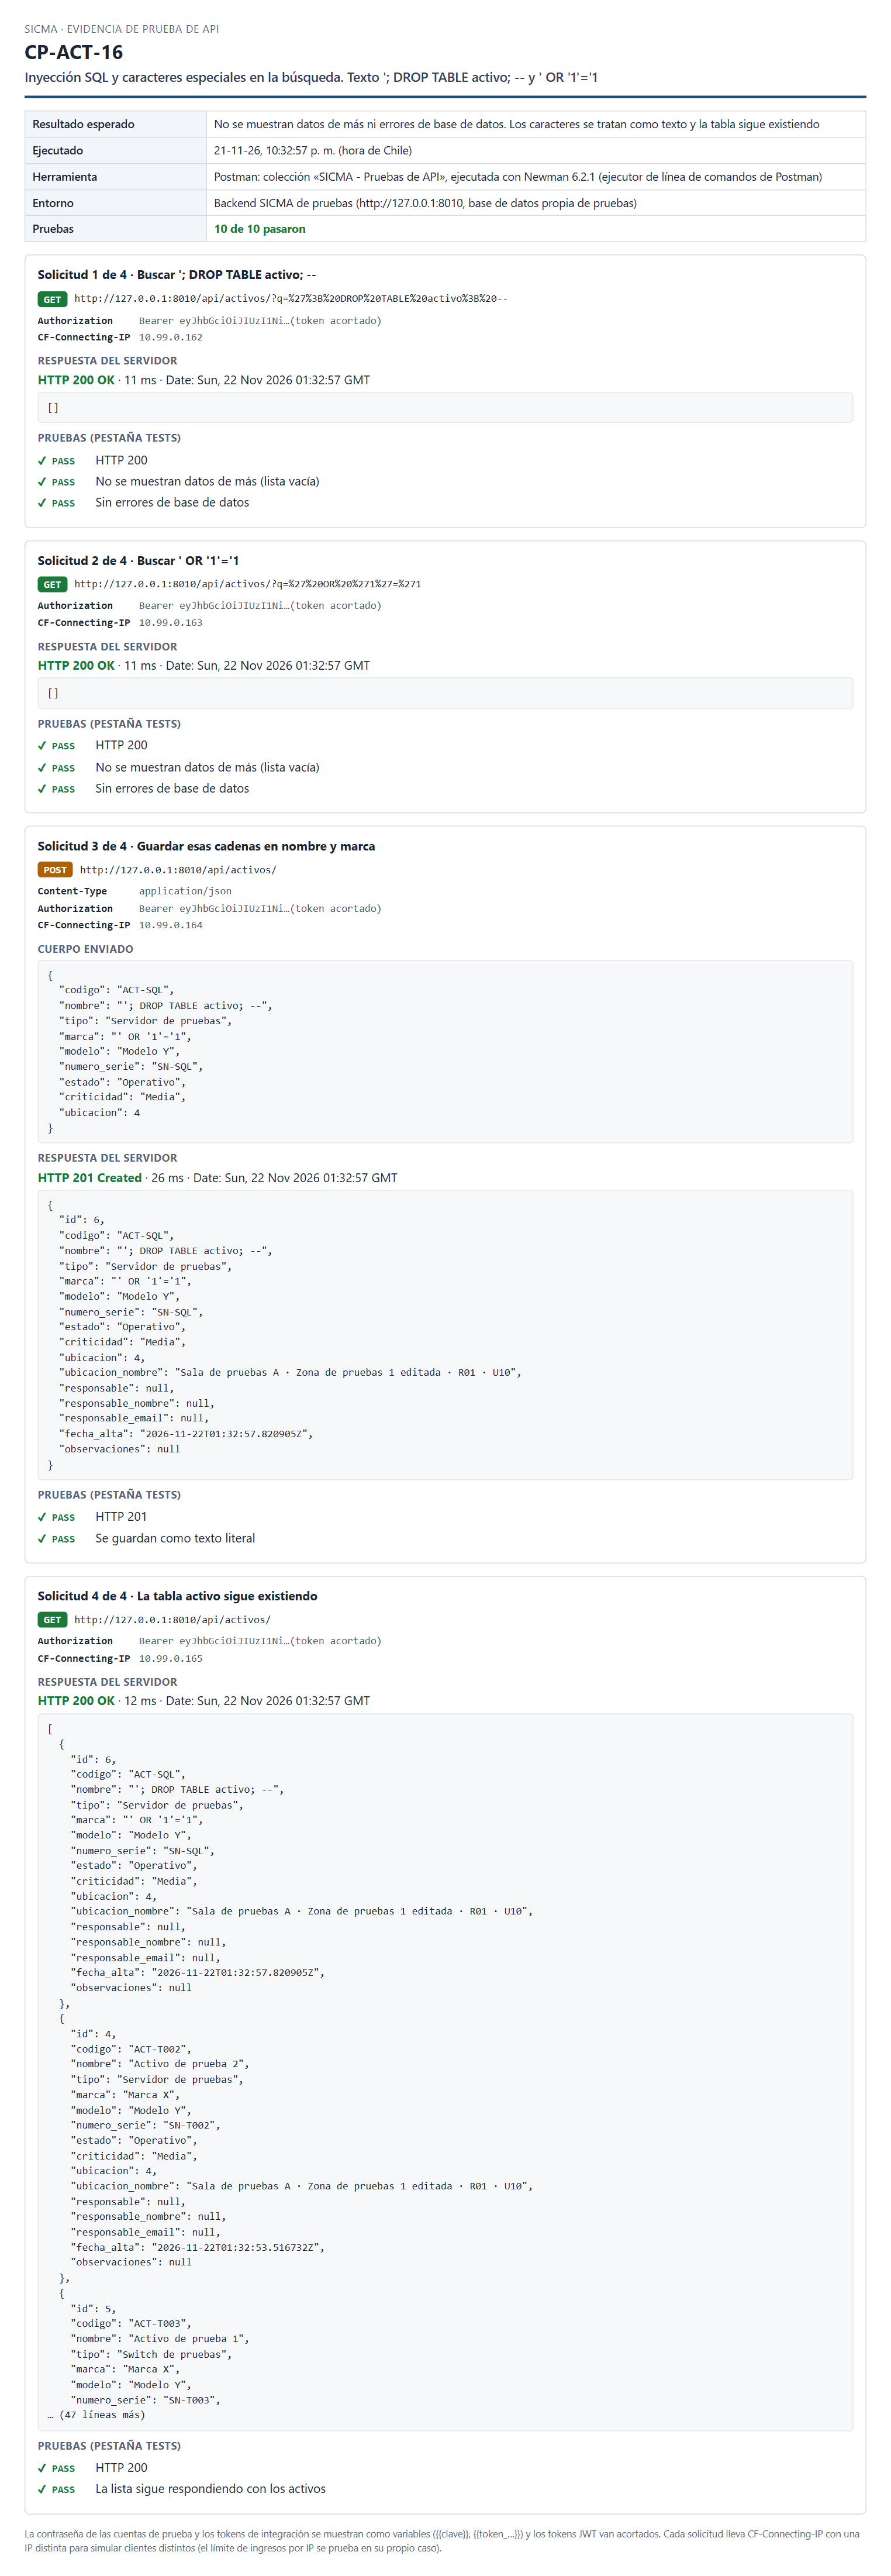 SICMA · EVIDENCIA DE PRUEBA DE API
CP-ACT-16
Inyección SQL y caracteres especiales en la búsqueda. Texto '; DROP TABLE activo; -- y ' OR '1'='1
Resultado esperado No se muestran datos de más ni errores de base de datos. Los caracteres se tratan como texto y la tabla sigue existiendo
Ejecutado 21-11-26, 10:32:57 p. m. (hora de Chile)
Herramienta Postman: colección «SICMA - Pruebas de API», ejecutada con Newman 6.2.1 (ejecutor de línea de comandos de Postman)
Entorno Backend SICMA de pruebas (http://127.0.0.1:8010, base de datos propia de pruebas)
Pruebas 10 de 10 pasaron
Solicitud 1 de 4 · Buscar '; DROP TABLE activo; --
GET http://127.0.0.1:8010/api/activos/?q=%27%3B%20DROP%20TABLE%20activo%3B%20--
Authorization Bearer eyJhbGciOiJIUzI1Ni…(token acortado)
CF-Connecting-IP 10.99.0.162
RESPUESTA DEL SERVIDOR
HTTP 200 OK · 11 ms · Date: Sun, 22 Nov 2026 01:32:57 GMT
[]
PRUEBAS (PESTAÑA TESTS)
✓ PASS HTTP 200
✓ PASS No se muestran datos de más (lista vacía)
✓ PASS Sin errores de base de datos
Solicitud 2 de 4 · Buscar ' OR '1'='1
GET http://127.0.0.1:8010/api/activos/?q=%27%20OR%20%271%27=%271
Authorization Bearer eyJhbGciOiJIUzI1Ni…(token acortado)
CF-Connecting-IP 10.99.0.163
RESPUESTA DEL SERVIDOR
HTTP 200 OK · 11 ms · Date: Sun, 22 Nov 2026 01:32:57 GMT
[]
PRUEBAS (PESTAÑA TESTS)
✓ PASS HTTP 200
✓ PASS No se muestran datos de más (lista vacía)
✓ PASS Sin errores de base de datos
Solicitud 3 de 4 · Guardar esas cadenas en nombre y marca
POST http://127.0.0.1:8010/api/activos/
Content-Type application/json
Authorization Bearer eyJhbGciOiJIUzI1Ni…(token acortado)
CF-Connecting-IP 10.99.0.164
CUERPO ENVIADO
{
"codigo": "ACT-SQL",
"nombre": "'; DROP TABLE activo; --",
"tipo": "Servidor de pruebas",
"marca": "' OR '1'='1",
"modelo": "Modelo Y",
"numero_serie": "SN-SQL",
"estado": "Operativo",
"criticidad": "Media",
"ubicacion": 4
}
RESPUESTA DEL SERVIDOR
HTTP 201 Created · 26 ms · Date: Sun, 22 Nov 2026 01:32:57 GMT
{
"id": 6,
"codigo": "ACT-SQL",
"nombre": "'; DROP TABLE activo; --",
"tipo": "Servidor de pruebas",
"marca": "' OR '1'='1",
"modelo": "Modelo Y",
"numero_serie": "SN-SQL",
"estado": "Operativo",
"criticidad": "Media",
"ubicacion": 4,
"ubicacion_nombre": "Sala de pruebas A · Zona de pruebas 1 editada · R01 · U10",
"responsable": null,
"responsable_nombre": null,
"responsable_email": null,
"fecha_alta": "2026-11-22T01:32:57.820905Z",
"observaciones": null
}
PRUEBAS (PESTAÑA TESTS)
✓ PASS HTTP 201
✓ PASS Se guardan como texto literal
Solicitud 4 de 4 · La tabla activo sigue existiendo
GET http://127.0.0.1:8010/api/activos/
Authorization Bearer eyJhbGciOiJIUzI1Ni…(token acortado)
CF-Connecting-IP 10.99.0.165
RESPUESTA DEL SERVIDOR
HTTP 200 OK · 12 ms · Date: Sun, 22 Nov 2026 01:32:57 GMT
[
{
"id": 6,
"codigo": "ACT-SQL",
"nombre": "'; DROP TABLE activo; --",
"tipo": "Servidor de pruebas",
"marca": "' OR '1'='1",
"modelo": "Modelo Y",
"numero_serie": "SN-SQL",
"estado": "Operativo",
"criticidad": "Media",
"ubicacion": 4,
"ubicacion_nombre": "Sala de pruebas A · Zona de pruebas 1 editada · R01 · U10",
"responsable": null,
"responsable_nombre": null,
"responsable_email": null,
"fecha_alta": "2026-11-22T01:32:57.820905Z",
"observaciones": null
},
{
"id": 4,
"codigo": "ACT-T002",
"nombre": "Activo de prueba 2",
"tipo": "Servidor de pruebas",
"marca": "Marca X",
"modelo": "Modelo Y",
"numero_serie": "SN-T002",
"estado": "Operativo",
"criticidad": "Media",
"ubicacion": 4,
"ubicacion_nombre": "Sala de pruebas A · Zona de pruebas 1 editada · R01 · U10",
"responsable": null,
"responsable_nombre": null,
"responsable_email": null,
"fecha_alta": "2026-11-22T01:32:53.516732Z",
"observaciones": null
},
{
"id": 5,
"codigo": "ACT-T003",
"nombre": "Activo de prueba 1",
"tipo": "Switch de pruebas",
"marca": "Marca X",
"modelo": "Modelo Y",
"numero_serie": "SN-T003",
… (47 líneas más)
PRUEBAS (PESTAÑA TESTS)
✓ PASS HTTP 200
✓ PASS La lista sigue respondiendo con los activos
La contraseña de las cuentas de prueba y los tokens de integración se muestran como variables ({{clave}}, {{token_...}}) y los tokens JWT van acortados. Cada solicitud lleva CF-Connecting-IP con una
IP distinta para simular clientes distintos (el límite de ingresos por IP se prueba en su propio caso).